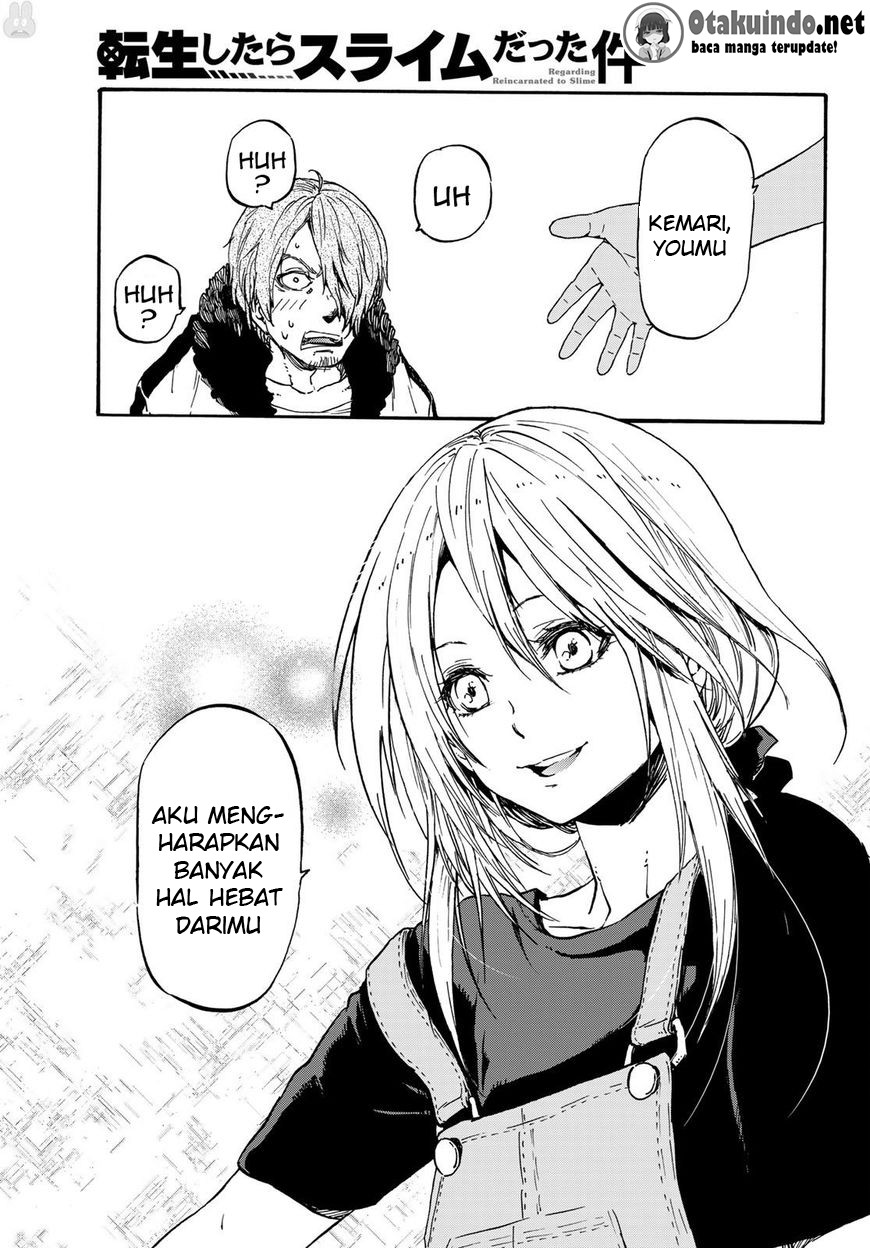 Otakuindo.net
baca manga terupdate!
転生したらスライムだった件
Regarding
Reincarnated to Slime
KEMARI,
YOUMU
UH
HUH
?
HUH
?
AKU MENG-
HARAPKAN
BANYAK
HAL HEBAT
DARIMU